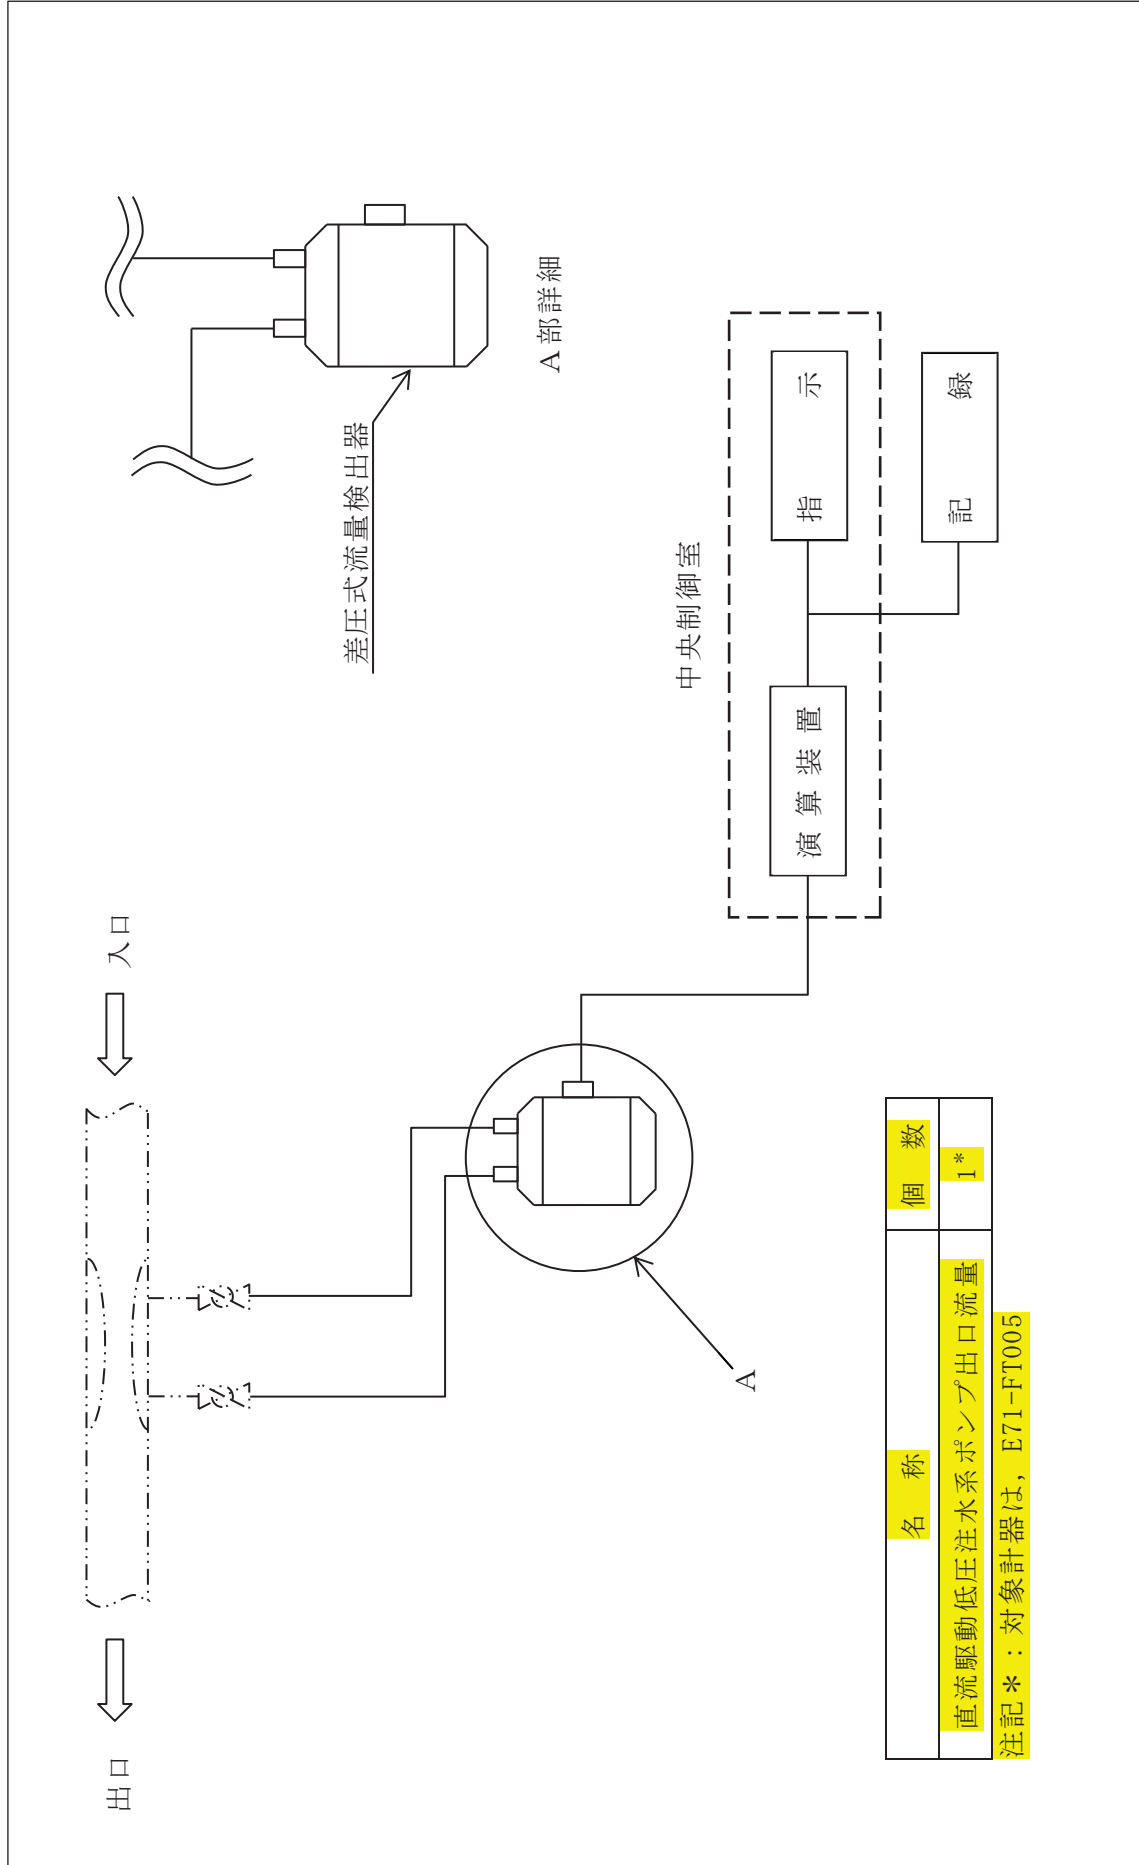 出口
入口
差圧式流量検出器
A部詳細
A
中央制御室
演算装置
指示
記録
名称 個数
直流駆動低圧注水系ポンプ出口流量 1*
注記＊：対象計器は，E71-FT005